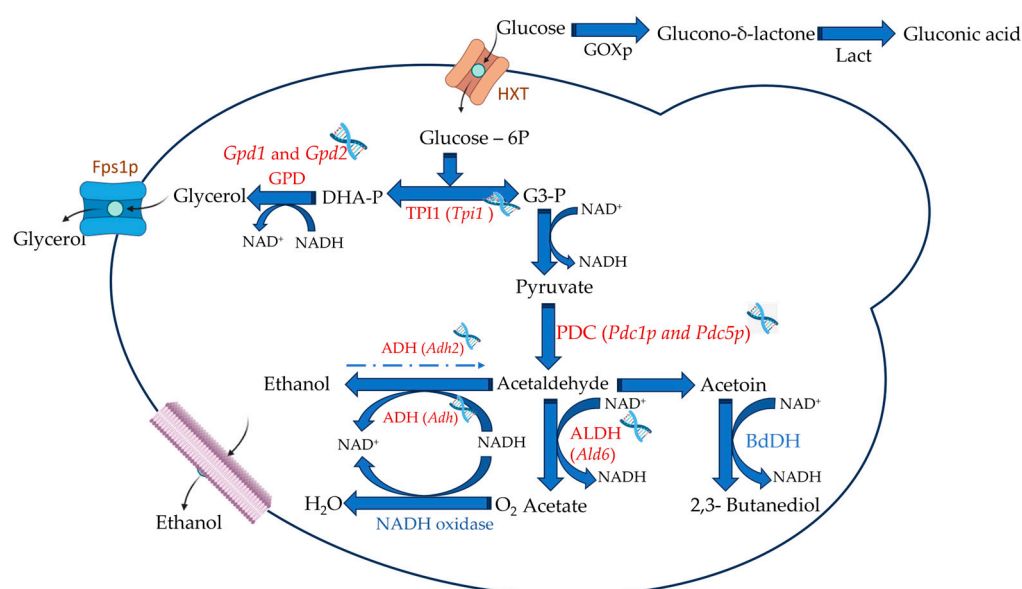 Glucose
GOXp
Glucono-δ-lactone
Lact
Gluconic acid
HXT
Glucose – 6P
Gpd1 and Gpd2
GPD
Fps1p
Glycerol
Glycerol
DHA-P
TPI1 (Tpi1 )
G3-P
NAD⁺
NADH
NAD⁺
NADH
Pyruvate
PDC (Pdc1p and Pdc5p)
ADH (Adh2)
Ethanol
Acetaldehyde
Acetoin
ADH (Adh)
NAD⁺
NADH
NAD⁺
ALDH
(Ald6)
NADH
NAD⁺
BdDH
NADH
H₂O
NADH oxidase
O₂
Acetate
2,3- Butanediol
Ethanol